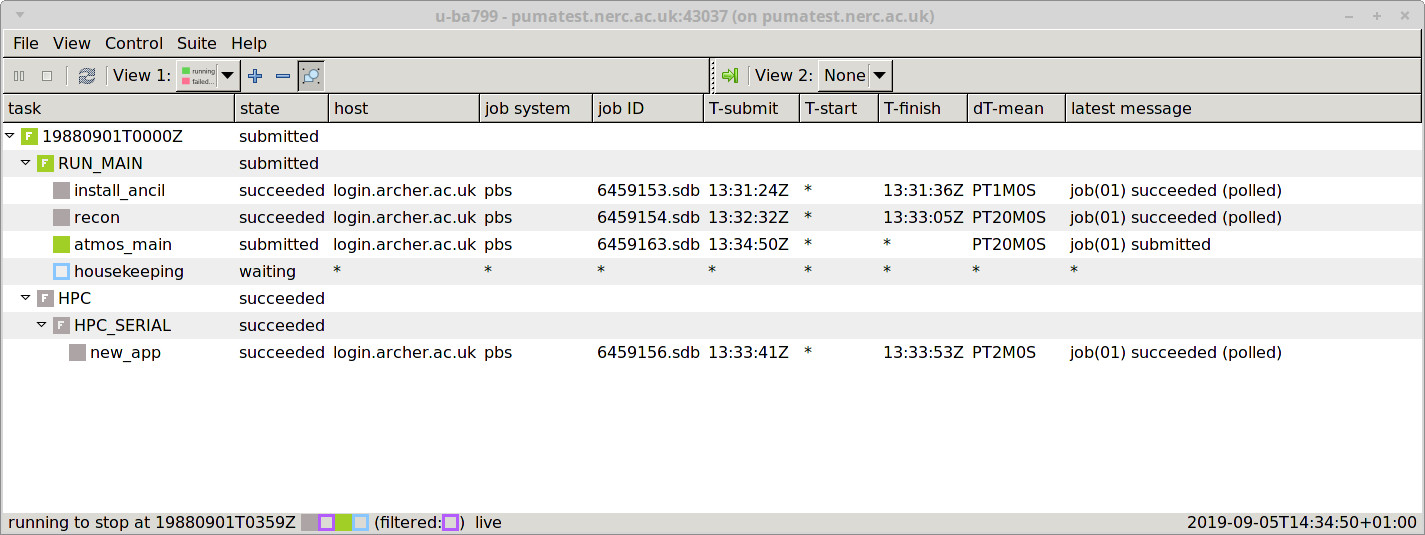 u-ba799 - pumatest.nerc.ac.uk:43037 (on pumatest.nerc.ac.uk)
File View Control Suite Help
View 1: running failed... View 2: None
task state host job system job ID T-submit T-start T-finish dT-mean latest message
F 19880901T0000Z submitted
F RUN_MAIN submitted
install_ancil succeeded login.archer.ac.uk pbs 6459153.sdb 13:31:24Z * 13:31:36Z PT1M0S job(01) succeeded (polled)
recon succeeded login.archer.ac.uk pbs 6459154.sdb 13:32:32Z * 13:33:05Z PT20M0S job(01) succeeded (polled)
atmos_main submitted login.archer.ac.uk pbs 6459163.sdb 13:34:50Z * * PT20M0S job(01) submitted
housekeeping waiting * * * * * * * *
F HPC succeeded
F HPC_SERIAL succeeded
new_app succeeded login.archer.ac.uk pbs 6459156.sdb 13:33:41Z * 13:33:53Z PT2M0S job(01) succeeded (polled)
running to stop at 19880901T0359Z (filtered: ) live 2019-09-05T14:34:50+01:00